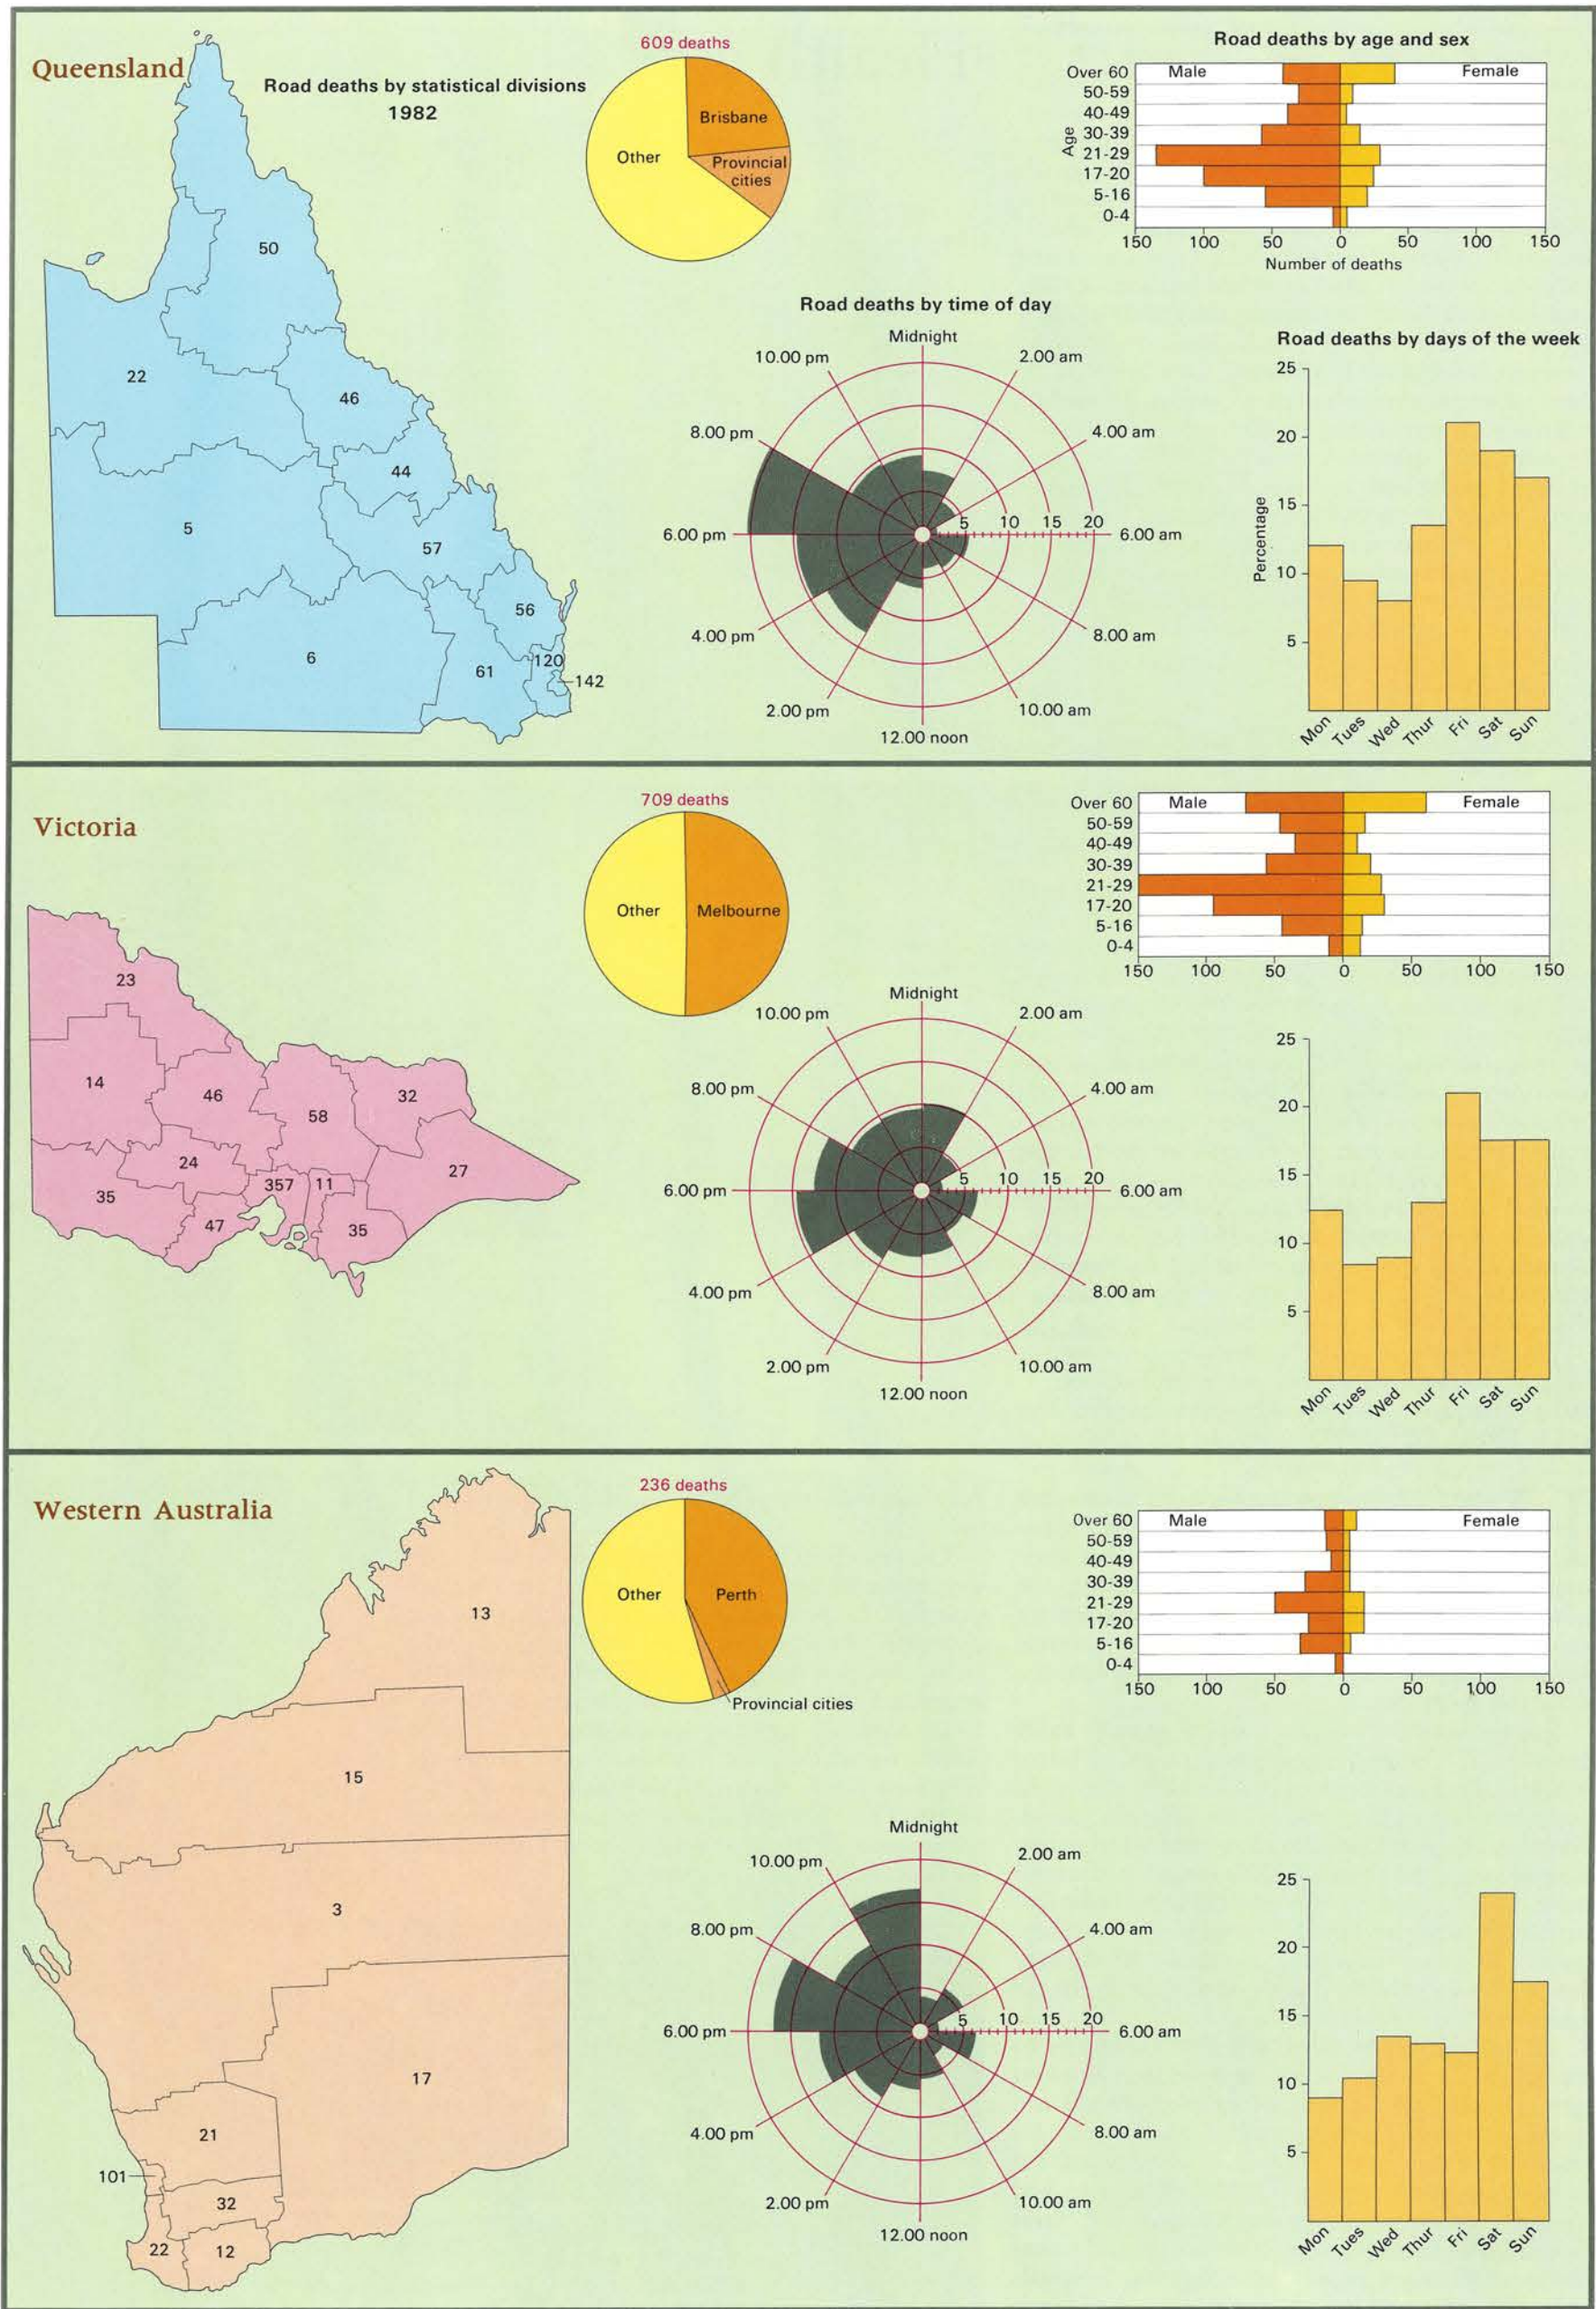 Queensland
Road deaths by statistical divisions
1982
50
22
46
44
5
57
56
6
61
120
142
609 deaths
Brisbane
Other
Provincial
cities
Road deaths by age and sex
Male
Female
Over 60
50-59
40-49
30-39
21-29
17-20
5-16
0-4
Age
150 100 50 0 50 100 150
Number of deaths
Road deaths by time of day
Midnight
10.00 pm
2.00 am
8.00 pm
4.00 am
5 10 15 20
6.00 pm
6.00 am
4.00 pm
8.00 am
2.00 pm
10.00 am
12.00 noon
Road deaths by days of the week
25
20
15
10
5
Percentage
Mon Tues Wed Thur Fri Sat Sun
Victoria
23
14
46
58
32
24
357
11
27
35
47
35
709 deaths
Other
Melbourne
Male
Female
Over 60
50-59
40-49
30-39
21-29
17-20
5-16
0-4
150 100 50 0 50 100 150
Midnight
10.00 pm
2.00 am
8.00 pm
4.00 am
5 10 15 20
6.00 pm
6.00 am
4.00 pm
8.00 am
2.00 pm
10.00 am
12.00 noon
25
20
15
10
5
Mon Tues Wed Thur Fri Sat Sun
Western Australia
13
15
3
17
21
101
32
22
12
236 deaths
Other
Perth
Provincial cities
Male
Female
Over 60
50-59
40-49
30-39
21-29
17-20
5-16
0-4
150 100 50 0 50 100 150
Midnight
10.00 pm
2.00 am
8.00 pm
4.00 am
5 10 15 20
6.00 pm
6.00 am
4.00 pm
8.00 am
2.00 pm
10.00 am
12.00 noon
25
20
15
10
5
Mon Tues Wed Thur Fri Sat Sun